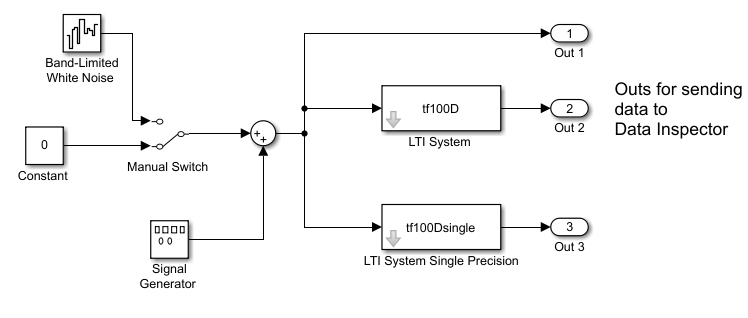 1
Out 1
Band-Limited
White Noise
Outs for sending
data to
Data Inspector
tf100D
2
Out 2
LTI System
0
Constant
Manual Switch
+
+
tf100Dsingle
3
Out 3
LTI System Single Precision
Signal
Generator